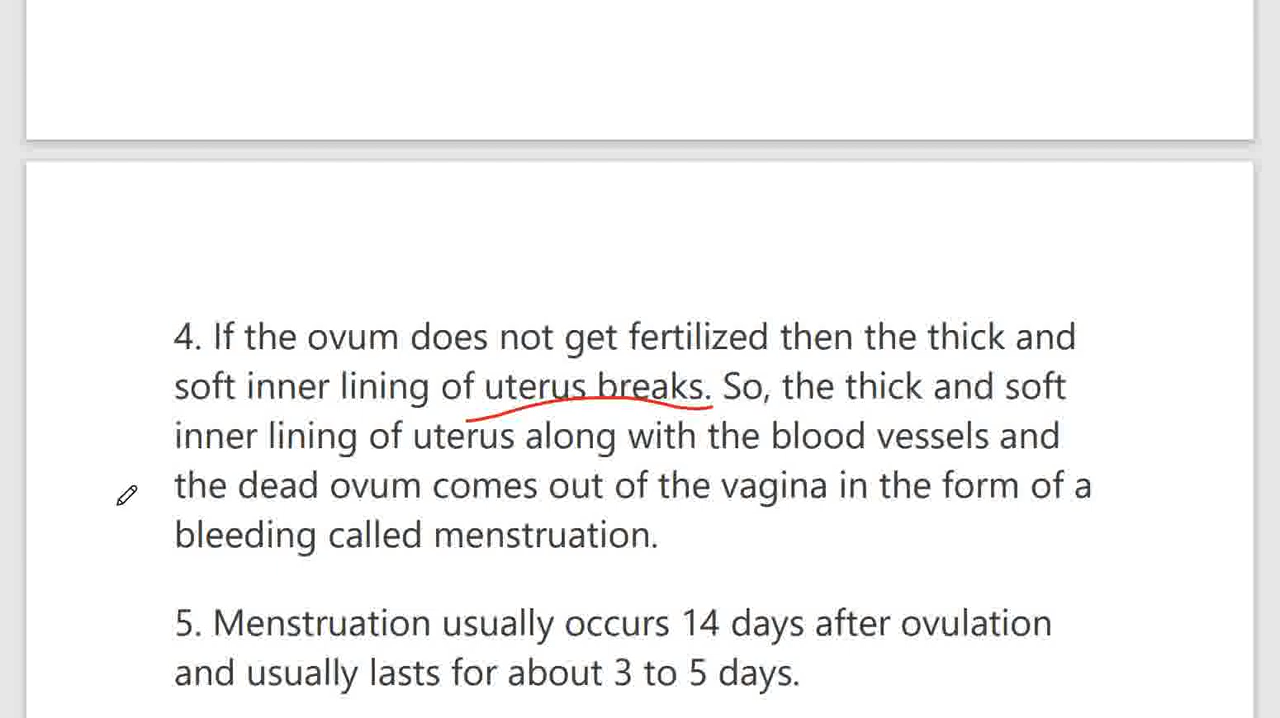 4. If the ovum does not get fertilized then the thick and
soft inner lining of uterus breaks. So, the thick and soft
inner lining of uterus along with the blood vessels and
the dead ovum comes out of the vagina in the form of a
bleeding called menstruation.
5. Menstruation usually occurs 14 days after ovulation
and usually lasts for about 3 to 5 days.